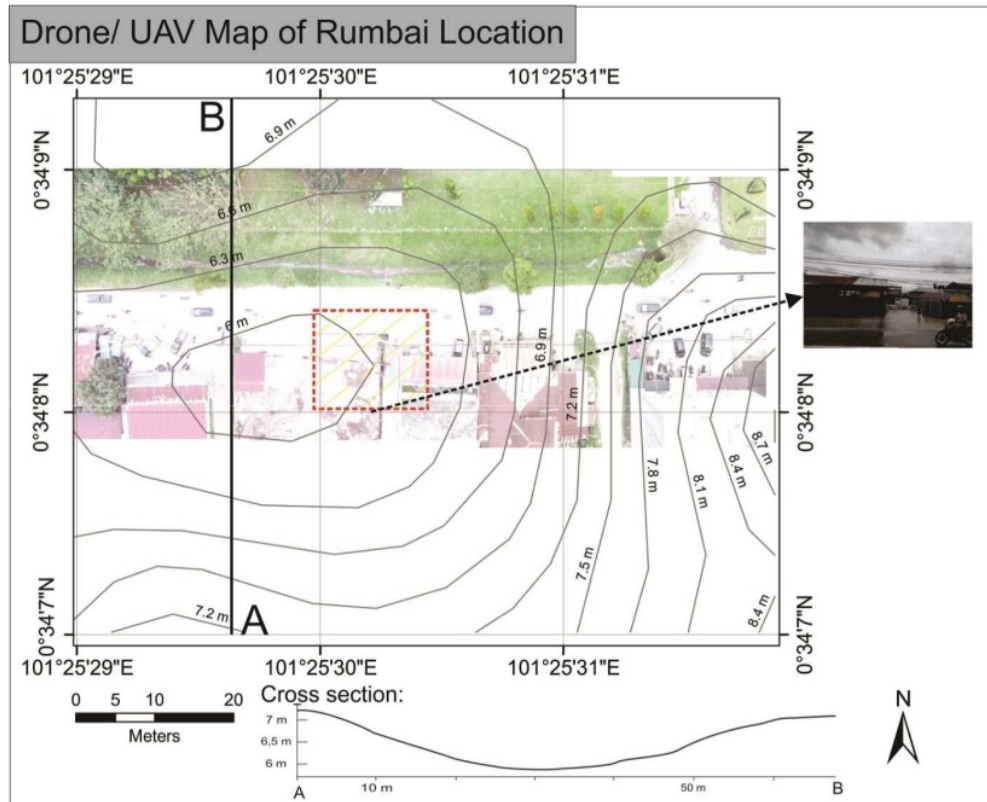 Drone/ UAV Map of Rumbai Location
101°25'29"E 101°25'30"E 101°25'31"E
B
6.9 m
0°34'9"N 0°34'9"N
6.6 m
6.3 m
6 m
6.9 m
7.2 m
0°34'8"N 0°34'8"N
8.7 m
8.4 m
7.8 m
8.1 m
7.5 m
7.2 m
A
8.4 m
0°34'7"N 0°34'7"N
101°25'29"E 101°25'30"E 101°25'31"E
0 5 10 20
Meters
Cross section:
7 m
6,5 m
6 m
A 10 m 50 m B
N